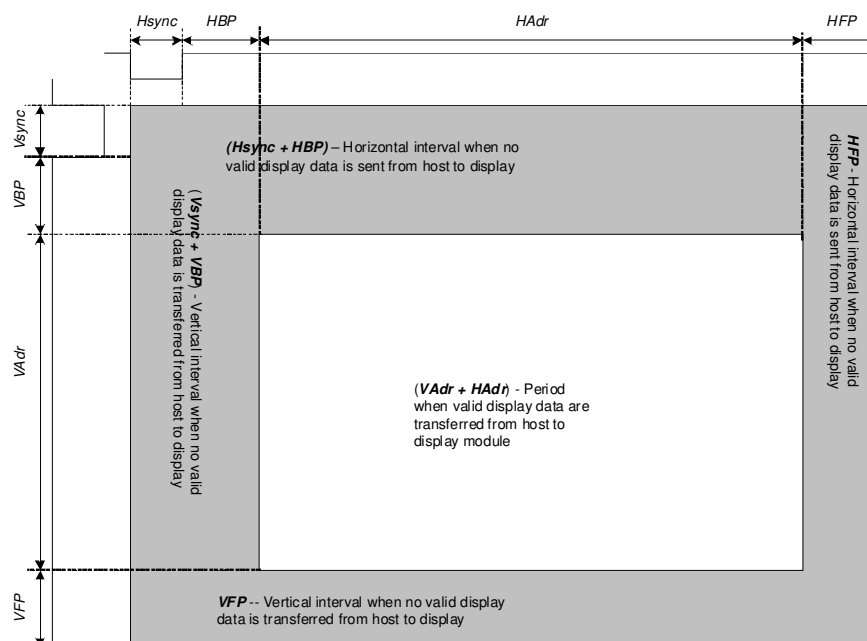 Hsync
HBP
HAdr
HFP
Vsync
VBP
VAdr
VFP
(Hsync + HBP) – Horizontal interval when no
valid display data is sent from host to display
HFP - Horizontal interval when no valid
display data is sent from host to display
(Vsync + VBP) - Vertical interval when no valid
display data is transferred from host to display
(VAdr + HAdr) - Period
when valid display data are
transferred from host to
display module
VFP -- Vertical interval when no valid display
data is transferred from host to display